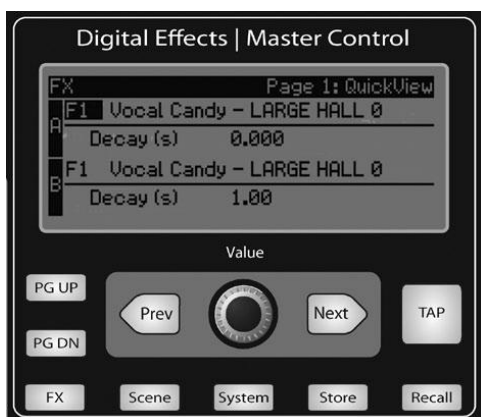 Digital Effects | Master Control
FX Page 1: QuickView
A F1 Vocal Candy – LARGE HALL 0
Decay (s) 0.000
B F1 Vocal Candy – LARGE HALL 0
Decay (s) 1.00
Value
PG UP
Prev
Next
TAP
PG DN
FX Scene System Store Recall